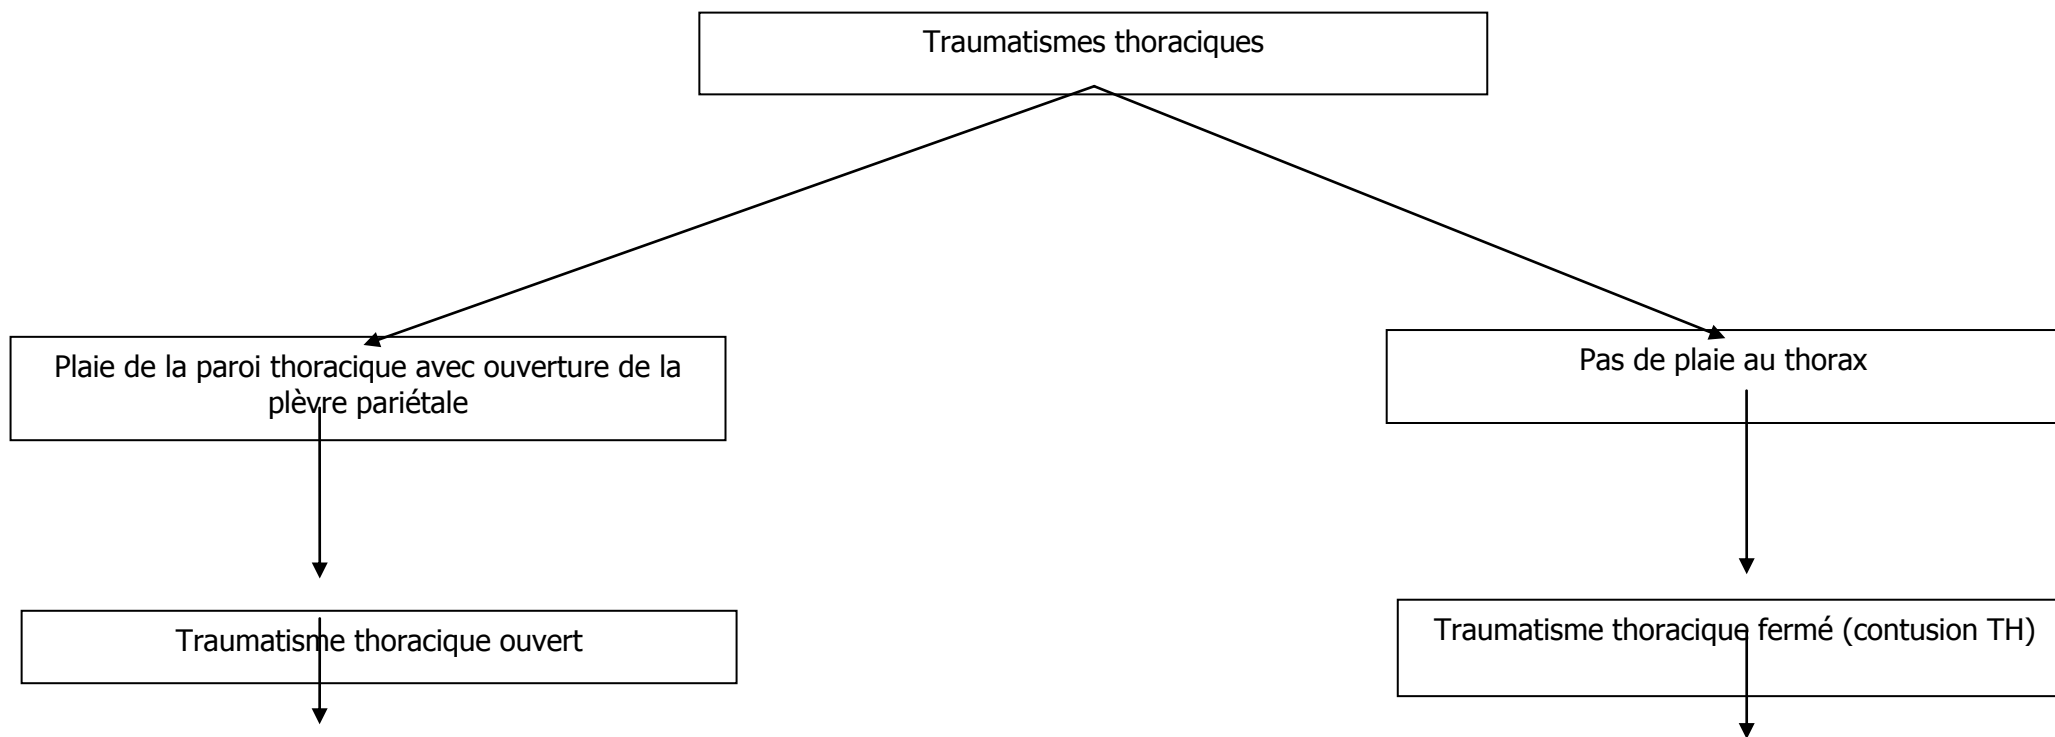 Traumatismes thoraciques
Plaie de la paroi thoracique avec ouverture de la
plèvre pariétale
Pas de plaie au thorax
Traumatisme thoracique ouvert
Traumatisme thoracique fermé (contusion TH)